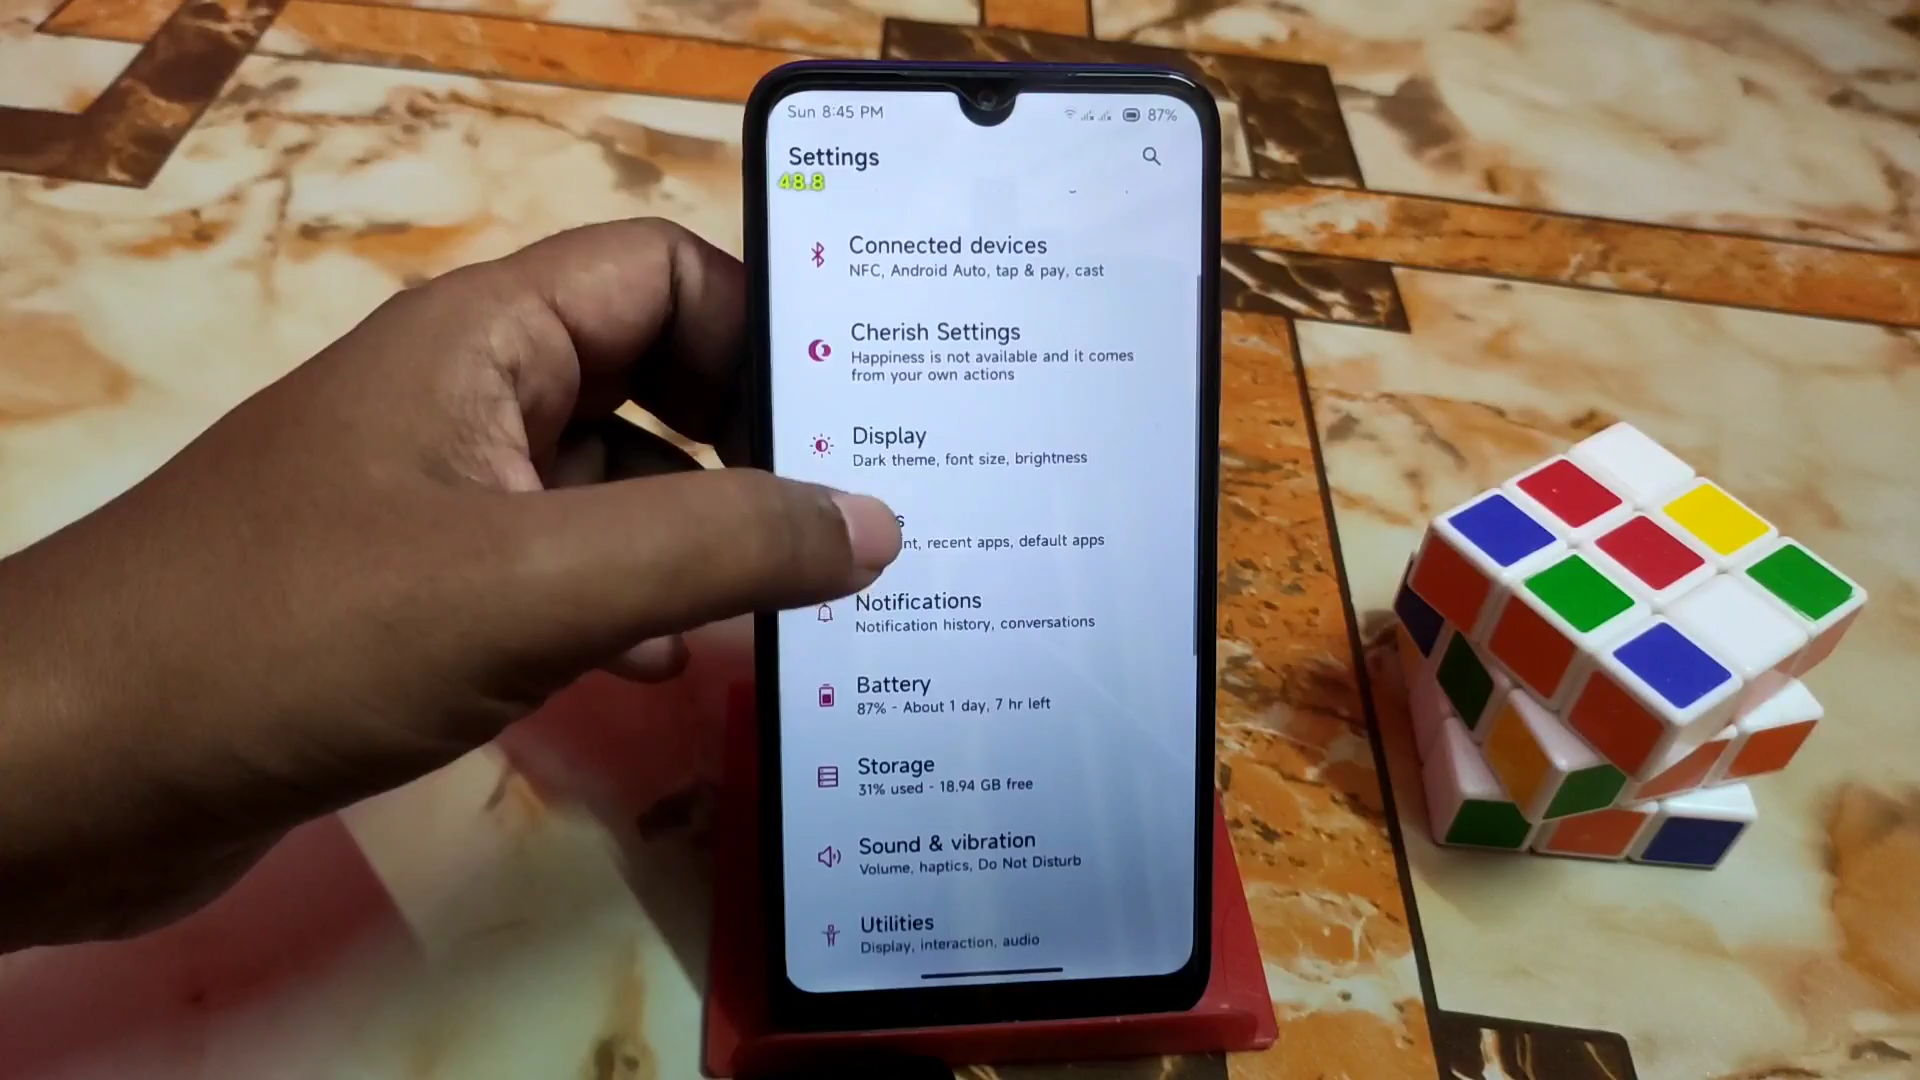 Sun 8:45 PM
87%
Settings
48.8
Connected devices
NFC, Android Auto, tap & pay, cast
Cherish Settings
Happiness is not available and it comes
from your own actions
Display
Dark theme, font size, brightness
recent apps, default apps
Notifications
Notification history, conversations
Battery
87% - About 1 day, 7 hr left
Storage
31% used - 18.94 GB free
Sound & vibration
Volume, haptics, Do Not Disturb
Utilities
Display, interaction, audio